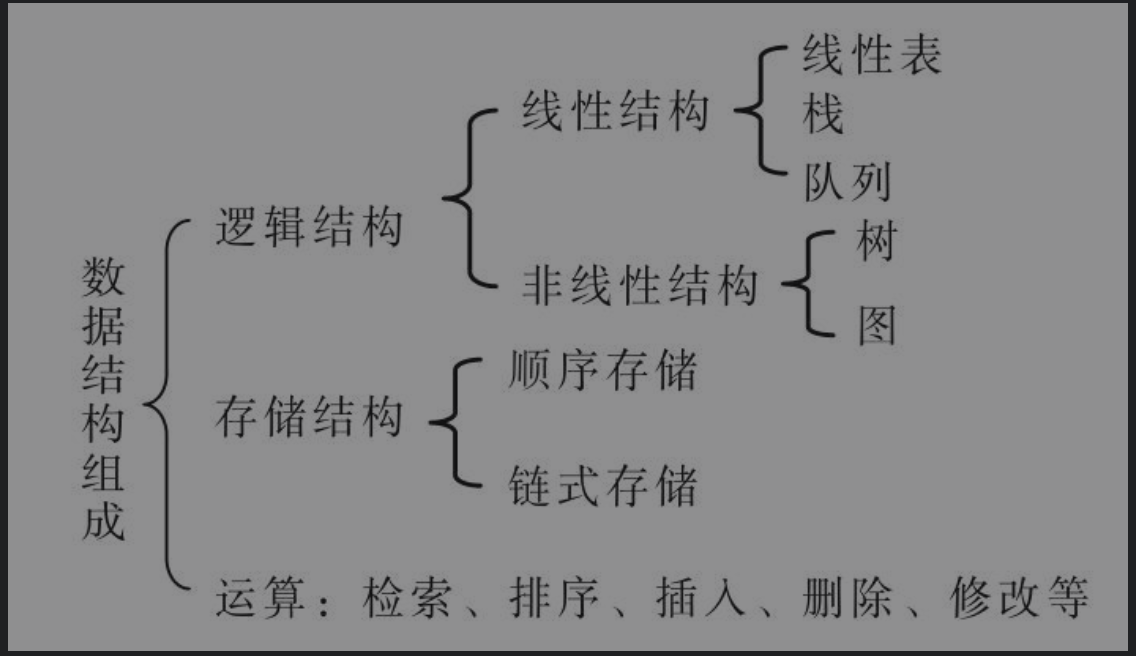 数据结构组成
逻辑结构
线性结构
线性表
栈
队列
非线性结构
树
图
存储结构
顺序存储
链式存储
运算：检索、排序、插入、删除、修改等